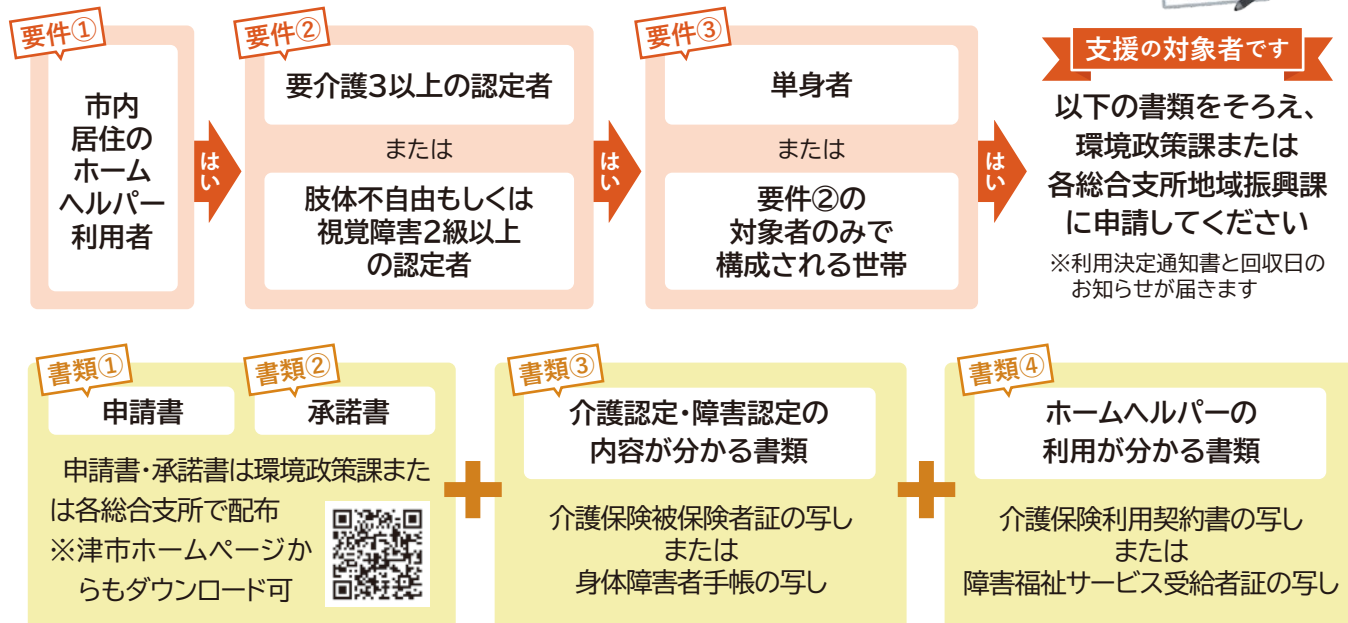 要件①
市内
居住の
ホーム
ヘルパー
利用者
はい
要件②
要介護3以上の認定者
または
肢体不自由もしくは
視覚障害2級以上
の認定者
はい
要件③
単身者
または
要件②の
対象者のみで
構成される世帯
はい
支援の対象者です
以下の書類をそろえ、
環境政策課または
各総合支所地域振興課
に申請してください
※利用決定通知書と回収日の
お知らせが届きます
書類①
申請書
書類②
承諾書
申請書・承諾書は環境政策課また
は各総合支所で配布
※津市ホームページか
らもダウンロード可
書類③
介護認定・障害認定の
内容が分かる書類
介護保険被保険者証の写し
または
身体障害者手帳の写し
書類④
ホームヘルパーの
利用が分かる書類
介護保険利用契約書の写し
または
障害福祉サービス受給者証の写し